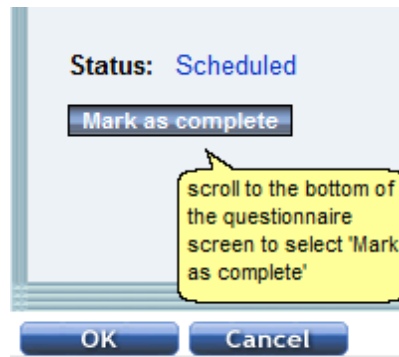 Status: Scheduled
Mark as complete
scroll to the bottom of
the questionnaire
screen to select 'Mark
as complete'
OK Cancel